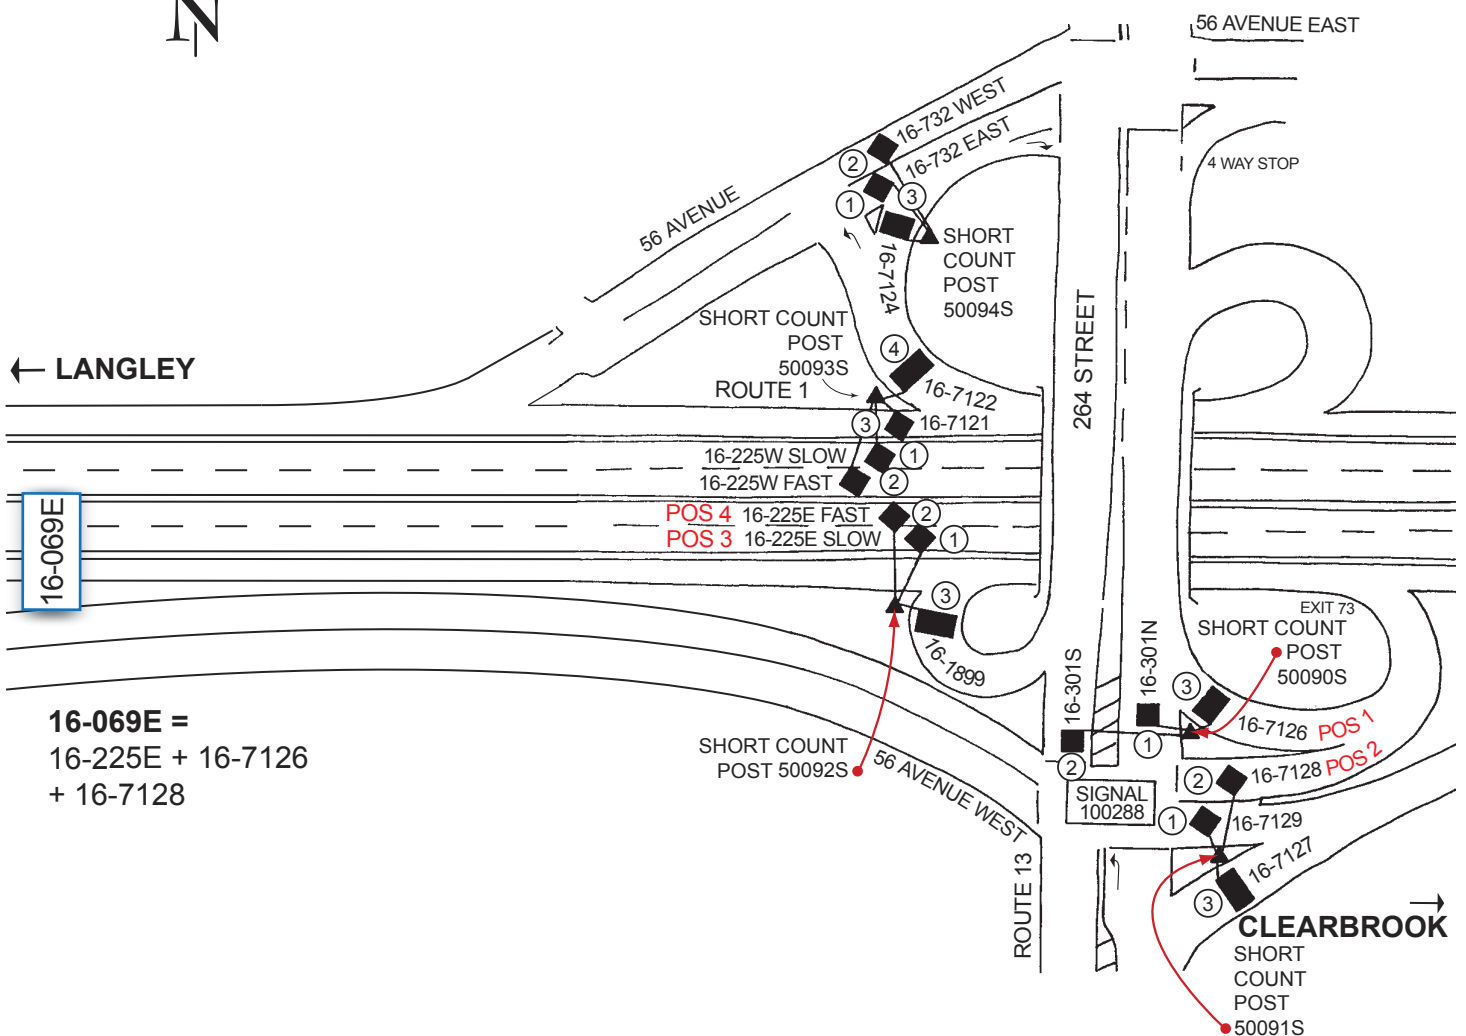 N
56 AVENUE EAST
16-732 WEST
16-732 EAST
4 WAY STOP
2
3
1
56 AVENUE
SHORT
COUNT
POST
50094S
16-7124
264 STREET
SHORT COUNT
POST
50093S
4
LANGLEY
ROUTE 1
16-7122
3
16-7121
16-225W SLOW
1
16-225W FAST
2
POS 4 16-225E FAST
2
POS 3 16-225E SLOW
1
16-069E
3
16-1899
EXIT 73
SHORT COUNT
POST
50090S
16-301S
16-301N
3
16-7126 POS 1
1
2
16-069E =
16-225E + 16-7126
+ 16-7128
SHORT COUNT
POST 50092S
56 AVENUE WEST
2
16-7128 POS 2
SIGNAL
100288
1
16-7129
16-7127
3
ROUTE 13
CLEARBROOK
SHORT
COUNT
POST
50091S